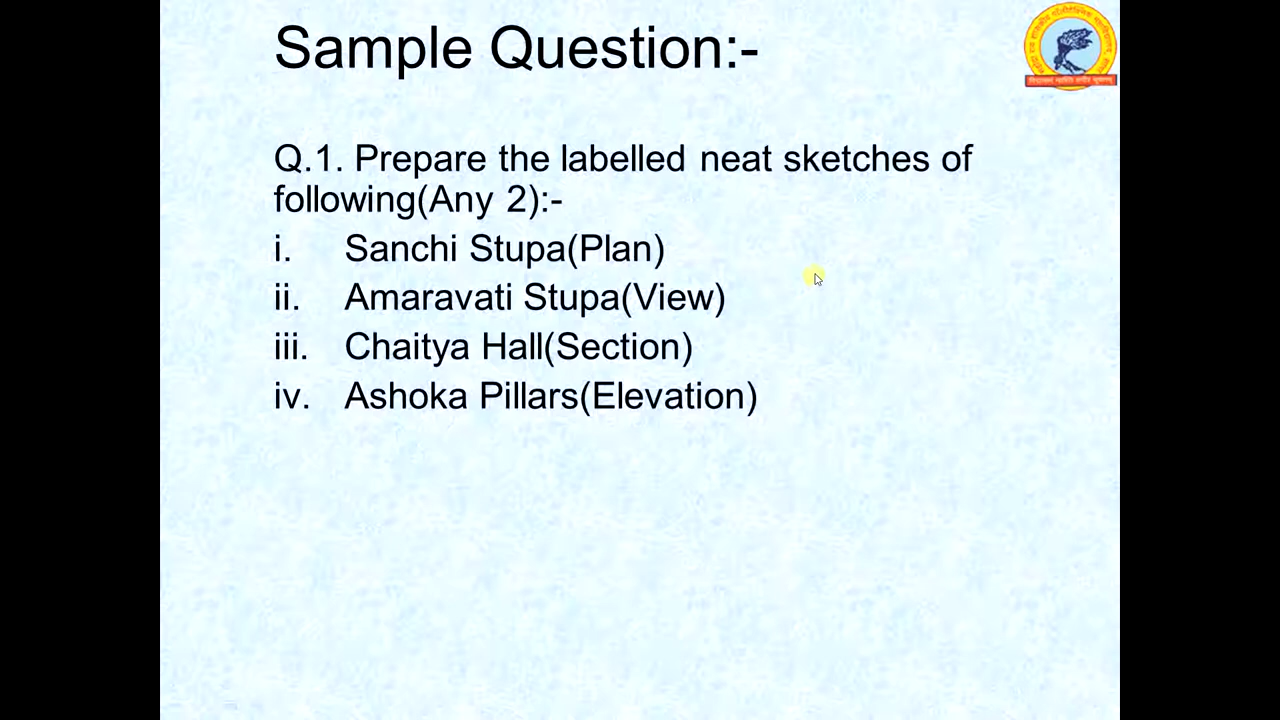 Sample Question:-
Q.1. Prepare the labelled neat sketches of
following(Any 2):-
i. Sanchi Stupa(Plan)
ii. Amaravati Stupa(View)
iii. Chaitya Hall(Section)
iv. Ashoka Pillars(Elevation)